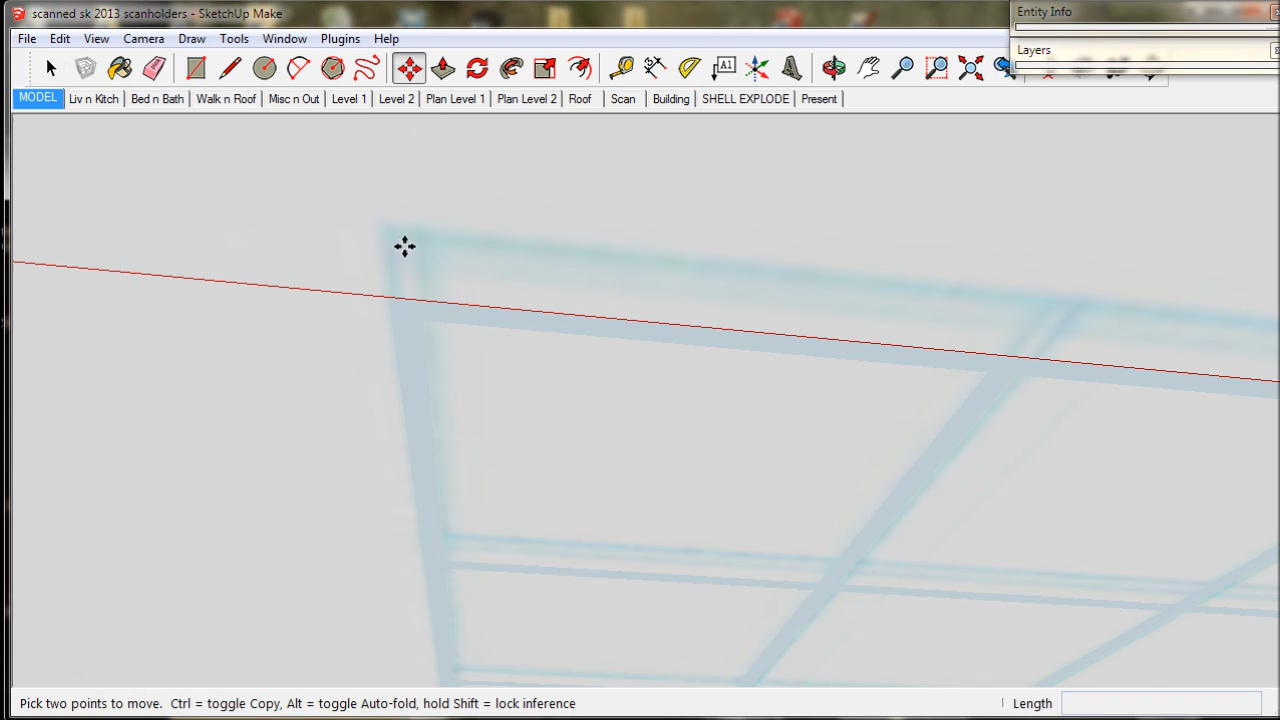 scanned sk 2013 scanholders - SketchUp Make
Entity Info
File Edit View Camera Draw Tools Window Plugins Help
Layers
A1
MODEL Liv n Kitch Bed n Bath Walk n Roof Misc n Out Level 1 Level 2 Plan Level 1 Plan Level 2 Roof Scan Building SHELL EXPLODE Present
Pick two points to move. Ctrl = toggle Copy, Alt = toggle Auto-fold, hold Shift = lock inference
Length